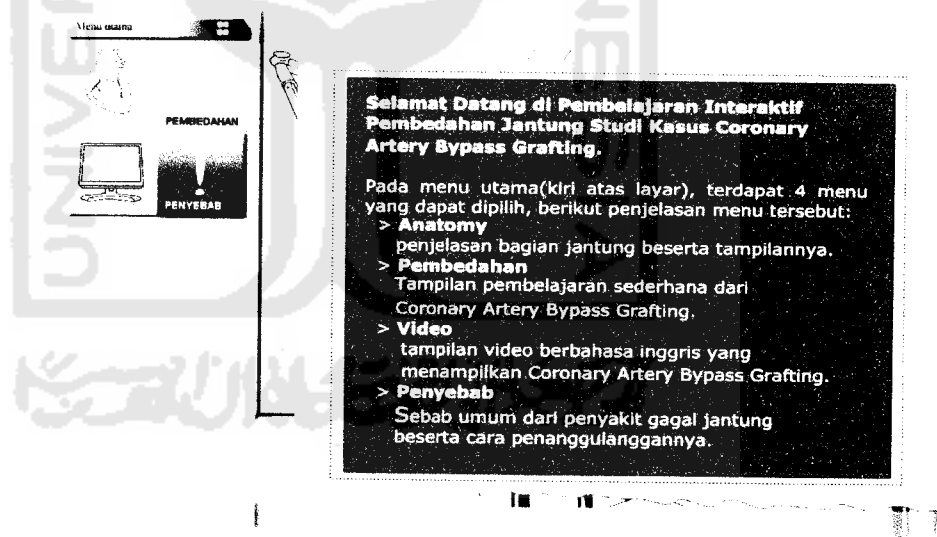 Menu utama
PEMBEDAHAN
PENYEBAB
Selamat Datang di Pembelajaran Interaktif
Pembedahan Jantung Studi Kasus Coronary
Artery Bypass Grafting.
Pada menu utama(kiri atas layar), terdapat 4 menu
yang dapat dipilih, berikut penjelasan menu tersebut:
> Anatomy
penjelasan bagian jantung beserta tampilannya.
> Pembedahan
Tampilan pembelajaran sederhana dari
Coronary Artery Bypass Grafting.
> Video
tampilan video berbahasa inggris yang
menampilkan Coronary Artery Bypass Grafting.
> Penyebab
Sebab umum dari penyakit gagal jantung
beserta cara penanggulanggannya.